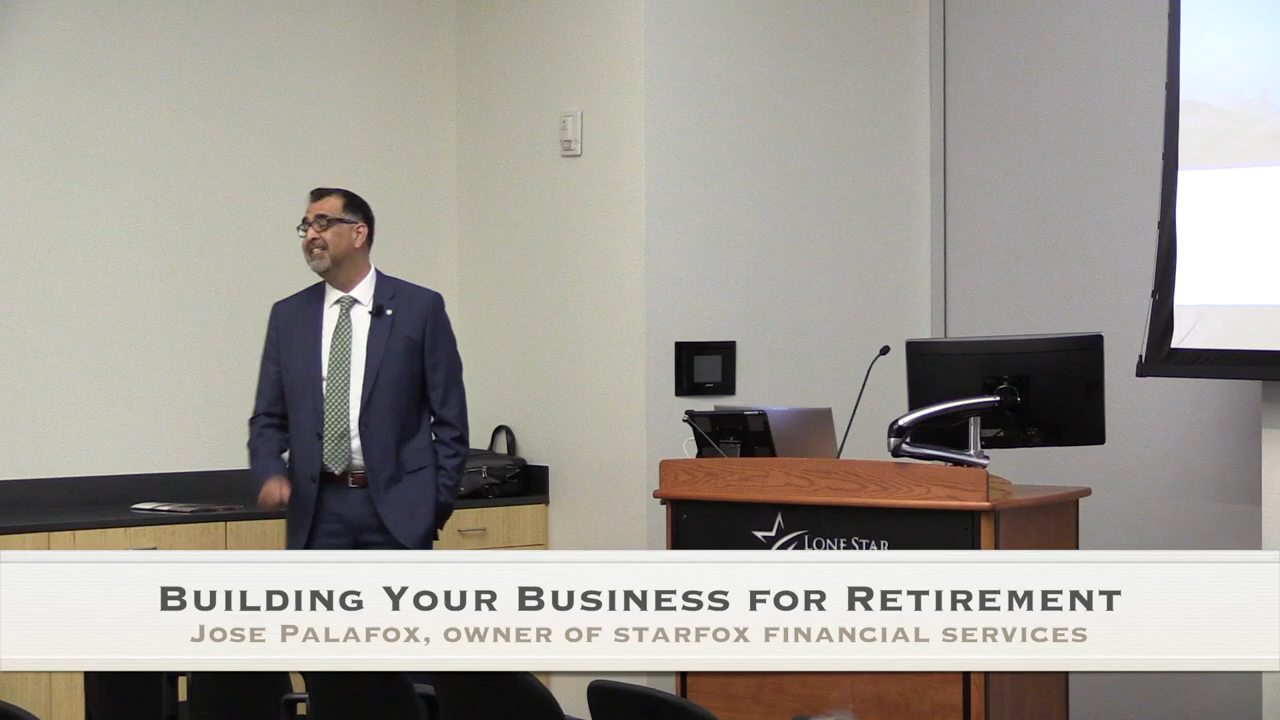 LONE STAR
BUILDING YOUR BUSINESS FOR RETIREMENT
JOSE PALAFOX, OWNER OF STARFOX FINANCIAL SERVICES